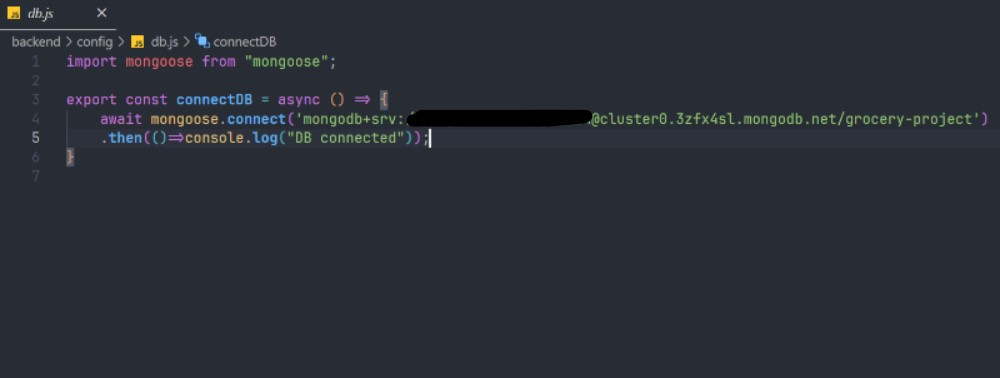 JS db.js ×
backend > config > JS db.js > connectDB
1 import mongoose from "mongoose";
2
3 export const connectDB = async () => {
4 await mongoose.connect('mongodb+srv: @cluster0.3zfx4sl.mongodb.net/grocery-project')
5 .then(()=>console.log("DB connected"));
6 }
7